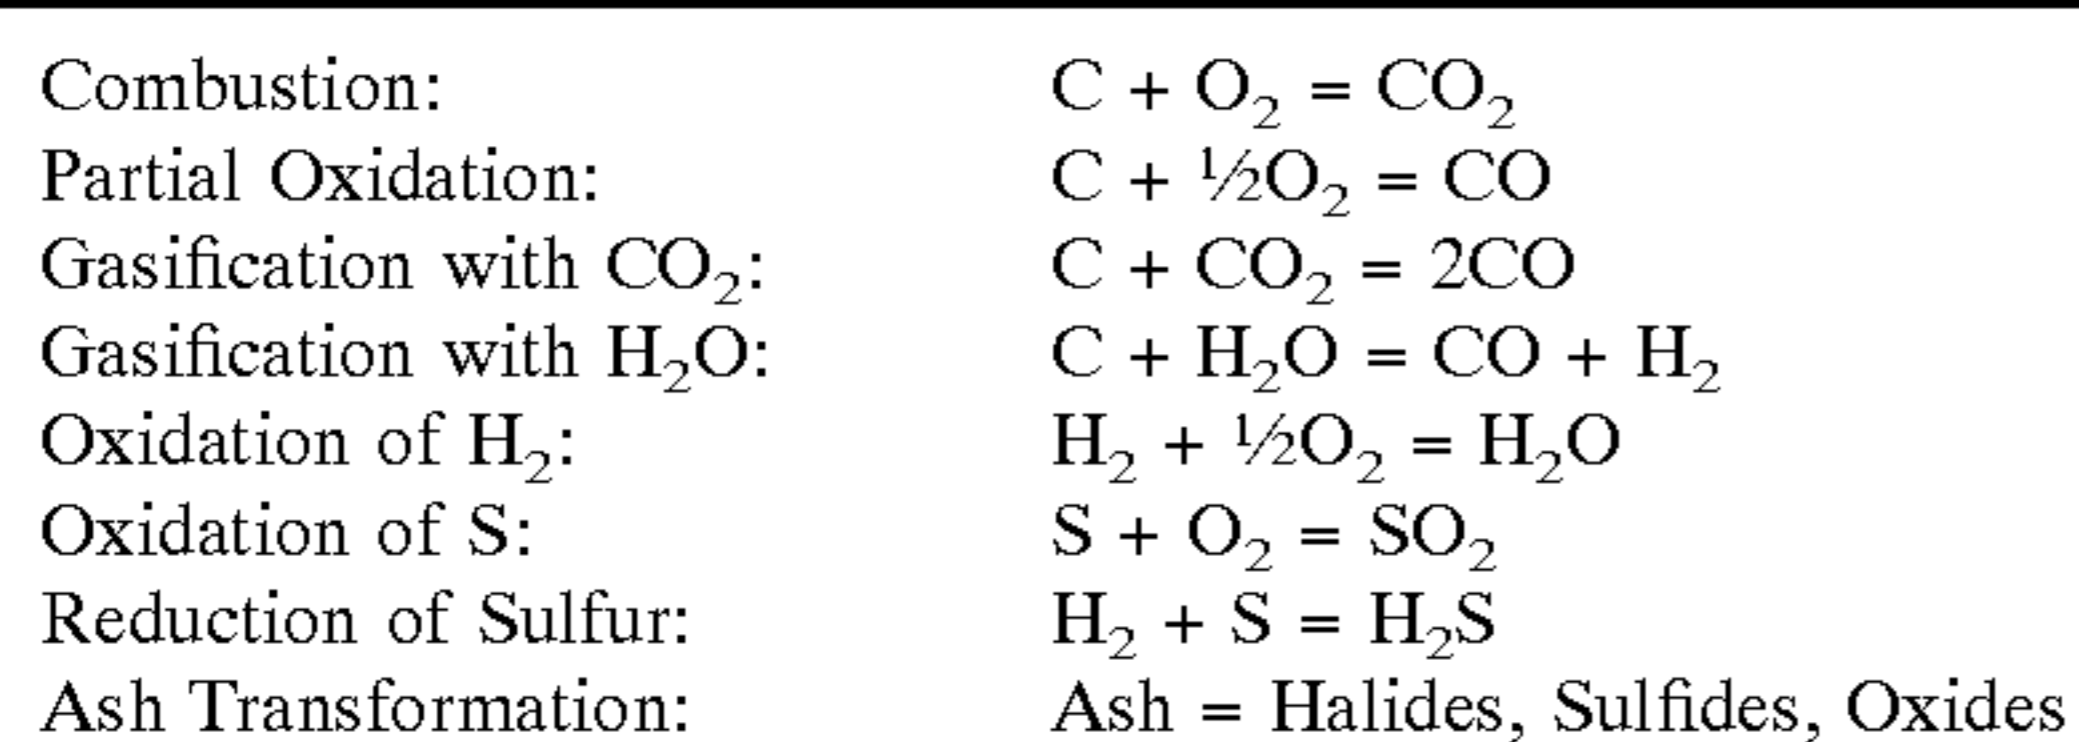 Combustion: C + O₂ = CO₂
Partial Oxidation: C + ½O₂ = CO
Gasification with CO₂: C + CO₂ = 2CO
Gasification with H₂O: C + H₂O = CO + H₂
Oxidation of H₂: H₂ + ½O₂ = H₂O
Oxidation of S: S + O₂ = SO₂
Reduction of Sulfur: H₂ + S = H₂S
Ash Transformation: Ash = Halides, Sulfides, Oxides